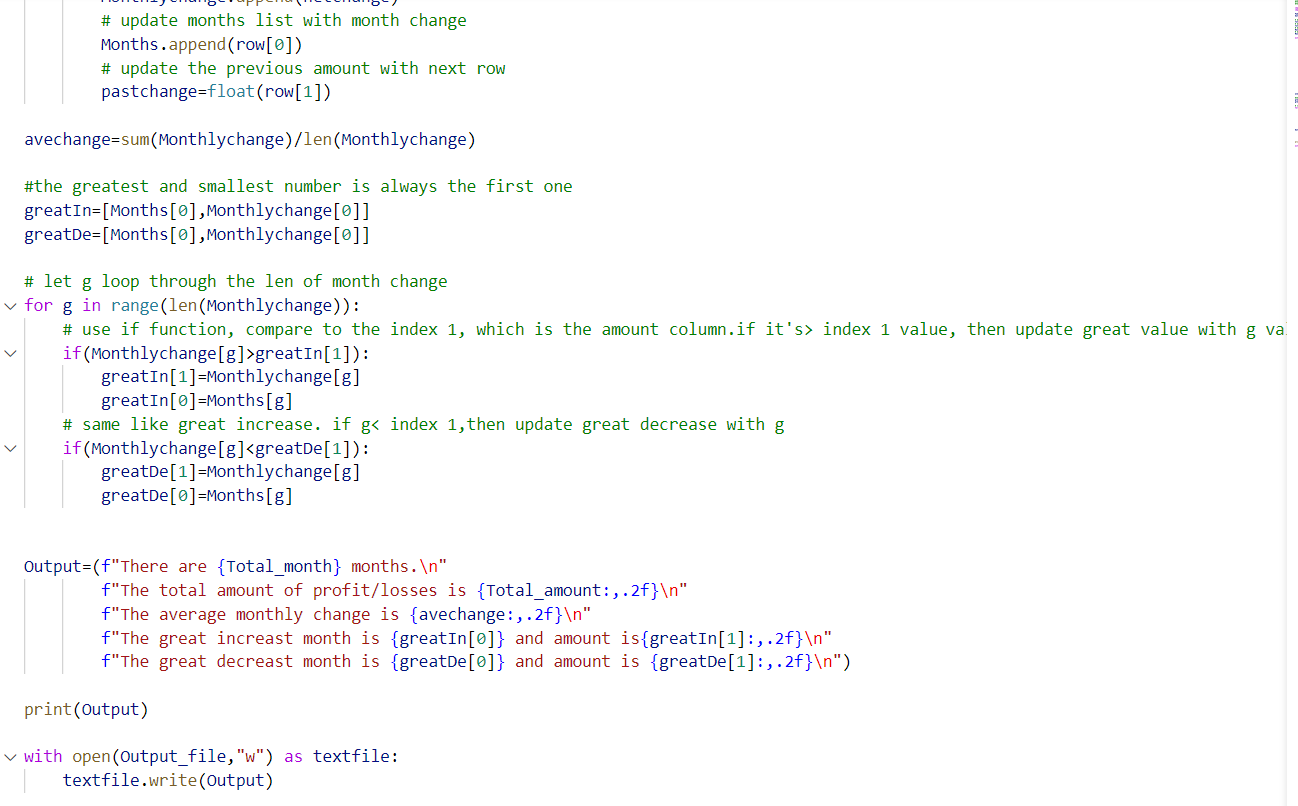 # update months list with month change
Months.append(row[0])
# update the previous amount with next row
pastchange=float(row[1])
avechange=sum(Monthlychange)/len(Monthlychange)
#the greatest and smallest number is always the first one
greatIn=[Months[0],Monthlychange[0]]
greatDe=[Months[0],Monthlychange[0]]
# let g loop through the len of month change
for g in range(len(Monthlychange)):
# use if function, compare to the index 1, which is the amount column.if it's> index 1 value, then update great value with g
if(Monthlychange[g]>greatIn[1]):
greatIn[1]=Monthlychange[g]
greatIn[0]=Months[g]
# same like great increase. if g< index 1,then update great decrease with g
if(Monthlychange[g]<greatDe[1]):
greatDe[1]=Monthlychange[g]
greatDe[0]=Months[g]
Output=(f"There are {Total_month} months.\n"
f"The total amount of profit/losses is {Total_amount:,.2f}\n"
f"The average monthly change is {avechange:,.2f}\n"
f"The great increast month is {greatIn[0]} and amount is{greatIn[1]:,.2f}\n"
f"The great decreast month is {greatDe[0]} and amount is {greatDe[1]:,.2f}\n")
print(Output)
with open(Output_file,"w") as textfile:
textfile.write(Output)